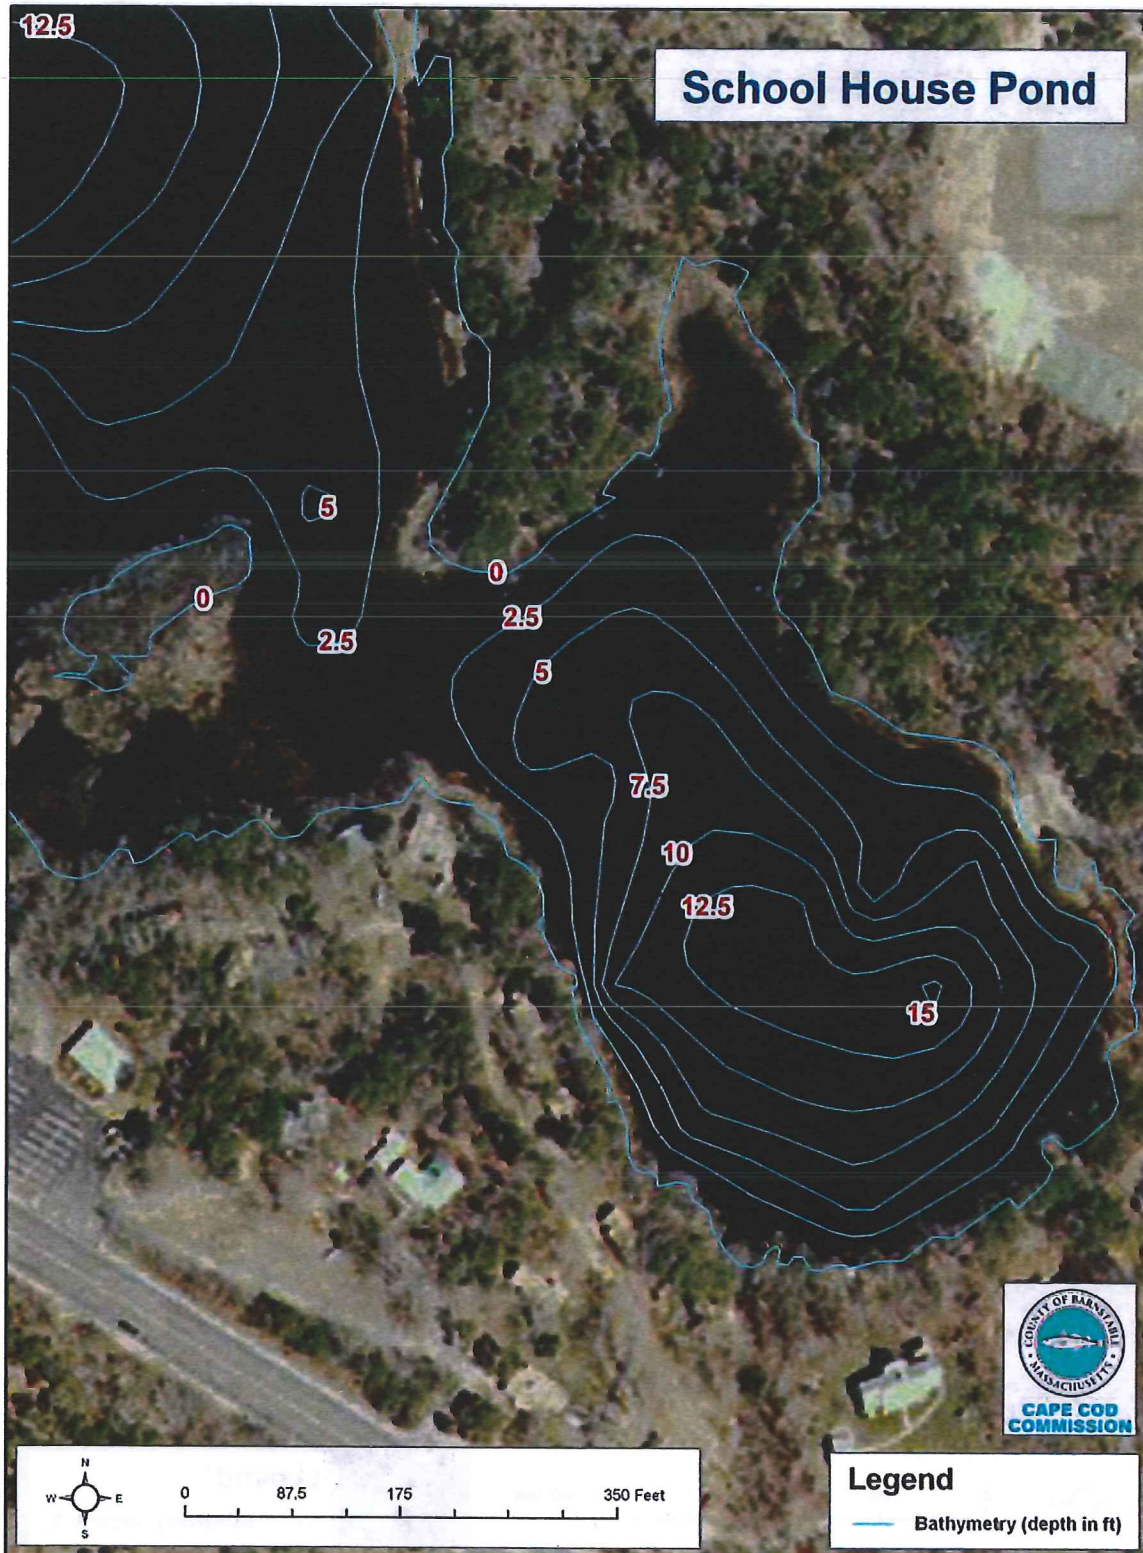 12.5
School House Pond
5
0
0
2.5
2.5
5
7.5
10
12.5
15
COUNTY OF BARNSTABLE
MASSACHUSETTS
CAPE COD
COMMISSION
N
W E
S
0 87.5 175 350 Feet
Legend
Bathymetry (depth in ft)